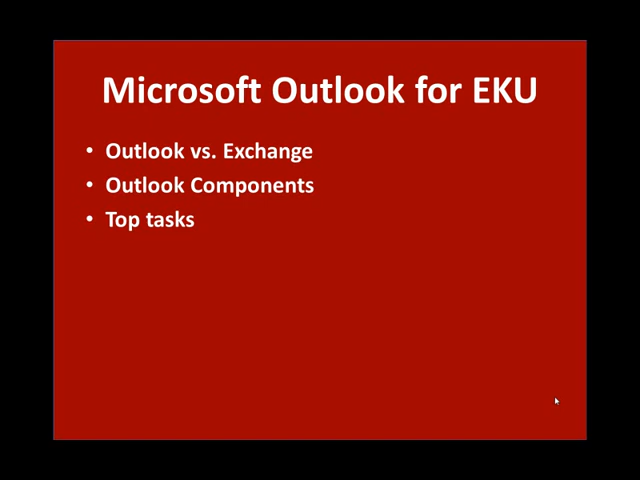 Microsoft Outlook for EKU
• Outlook vs. Exchange
• Outlook Components
• Top tasks